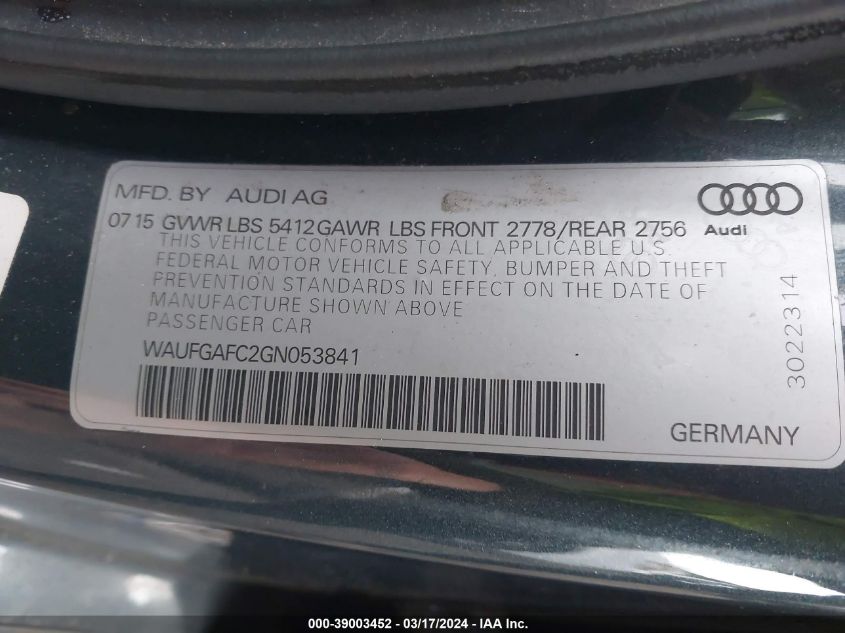 MFD. BY AUDI AG
07 15 GVWR LBS 5412 GAWR LBS FRONT 2778/REAR 2756
Audi
THIS VEHICLE CONFORMS TO ALL APPLICABLE U.S.
FEDERAL MOTOR VEHICLE SAFETY, BUMPER AND THEFT
PREVENTION STANDARDS IN EFFECT ON THE DATE OF
MANUFACTURE SHOWN ABOVE
PASSENGER CAR
WAUFGAFC2GN053841
3022314
GERMANY
000-39003452 - 03/17/2024 - IAA, Inc.